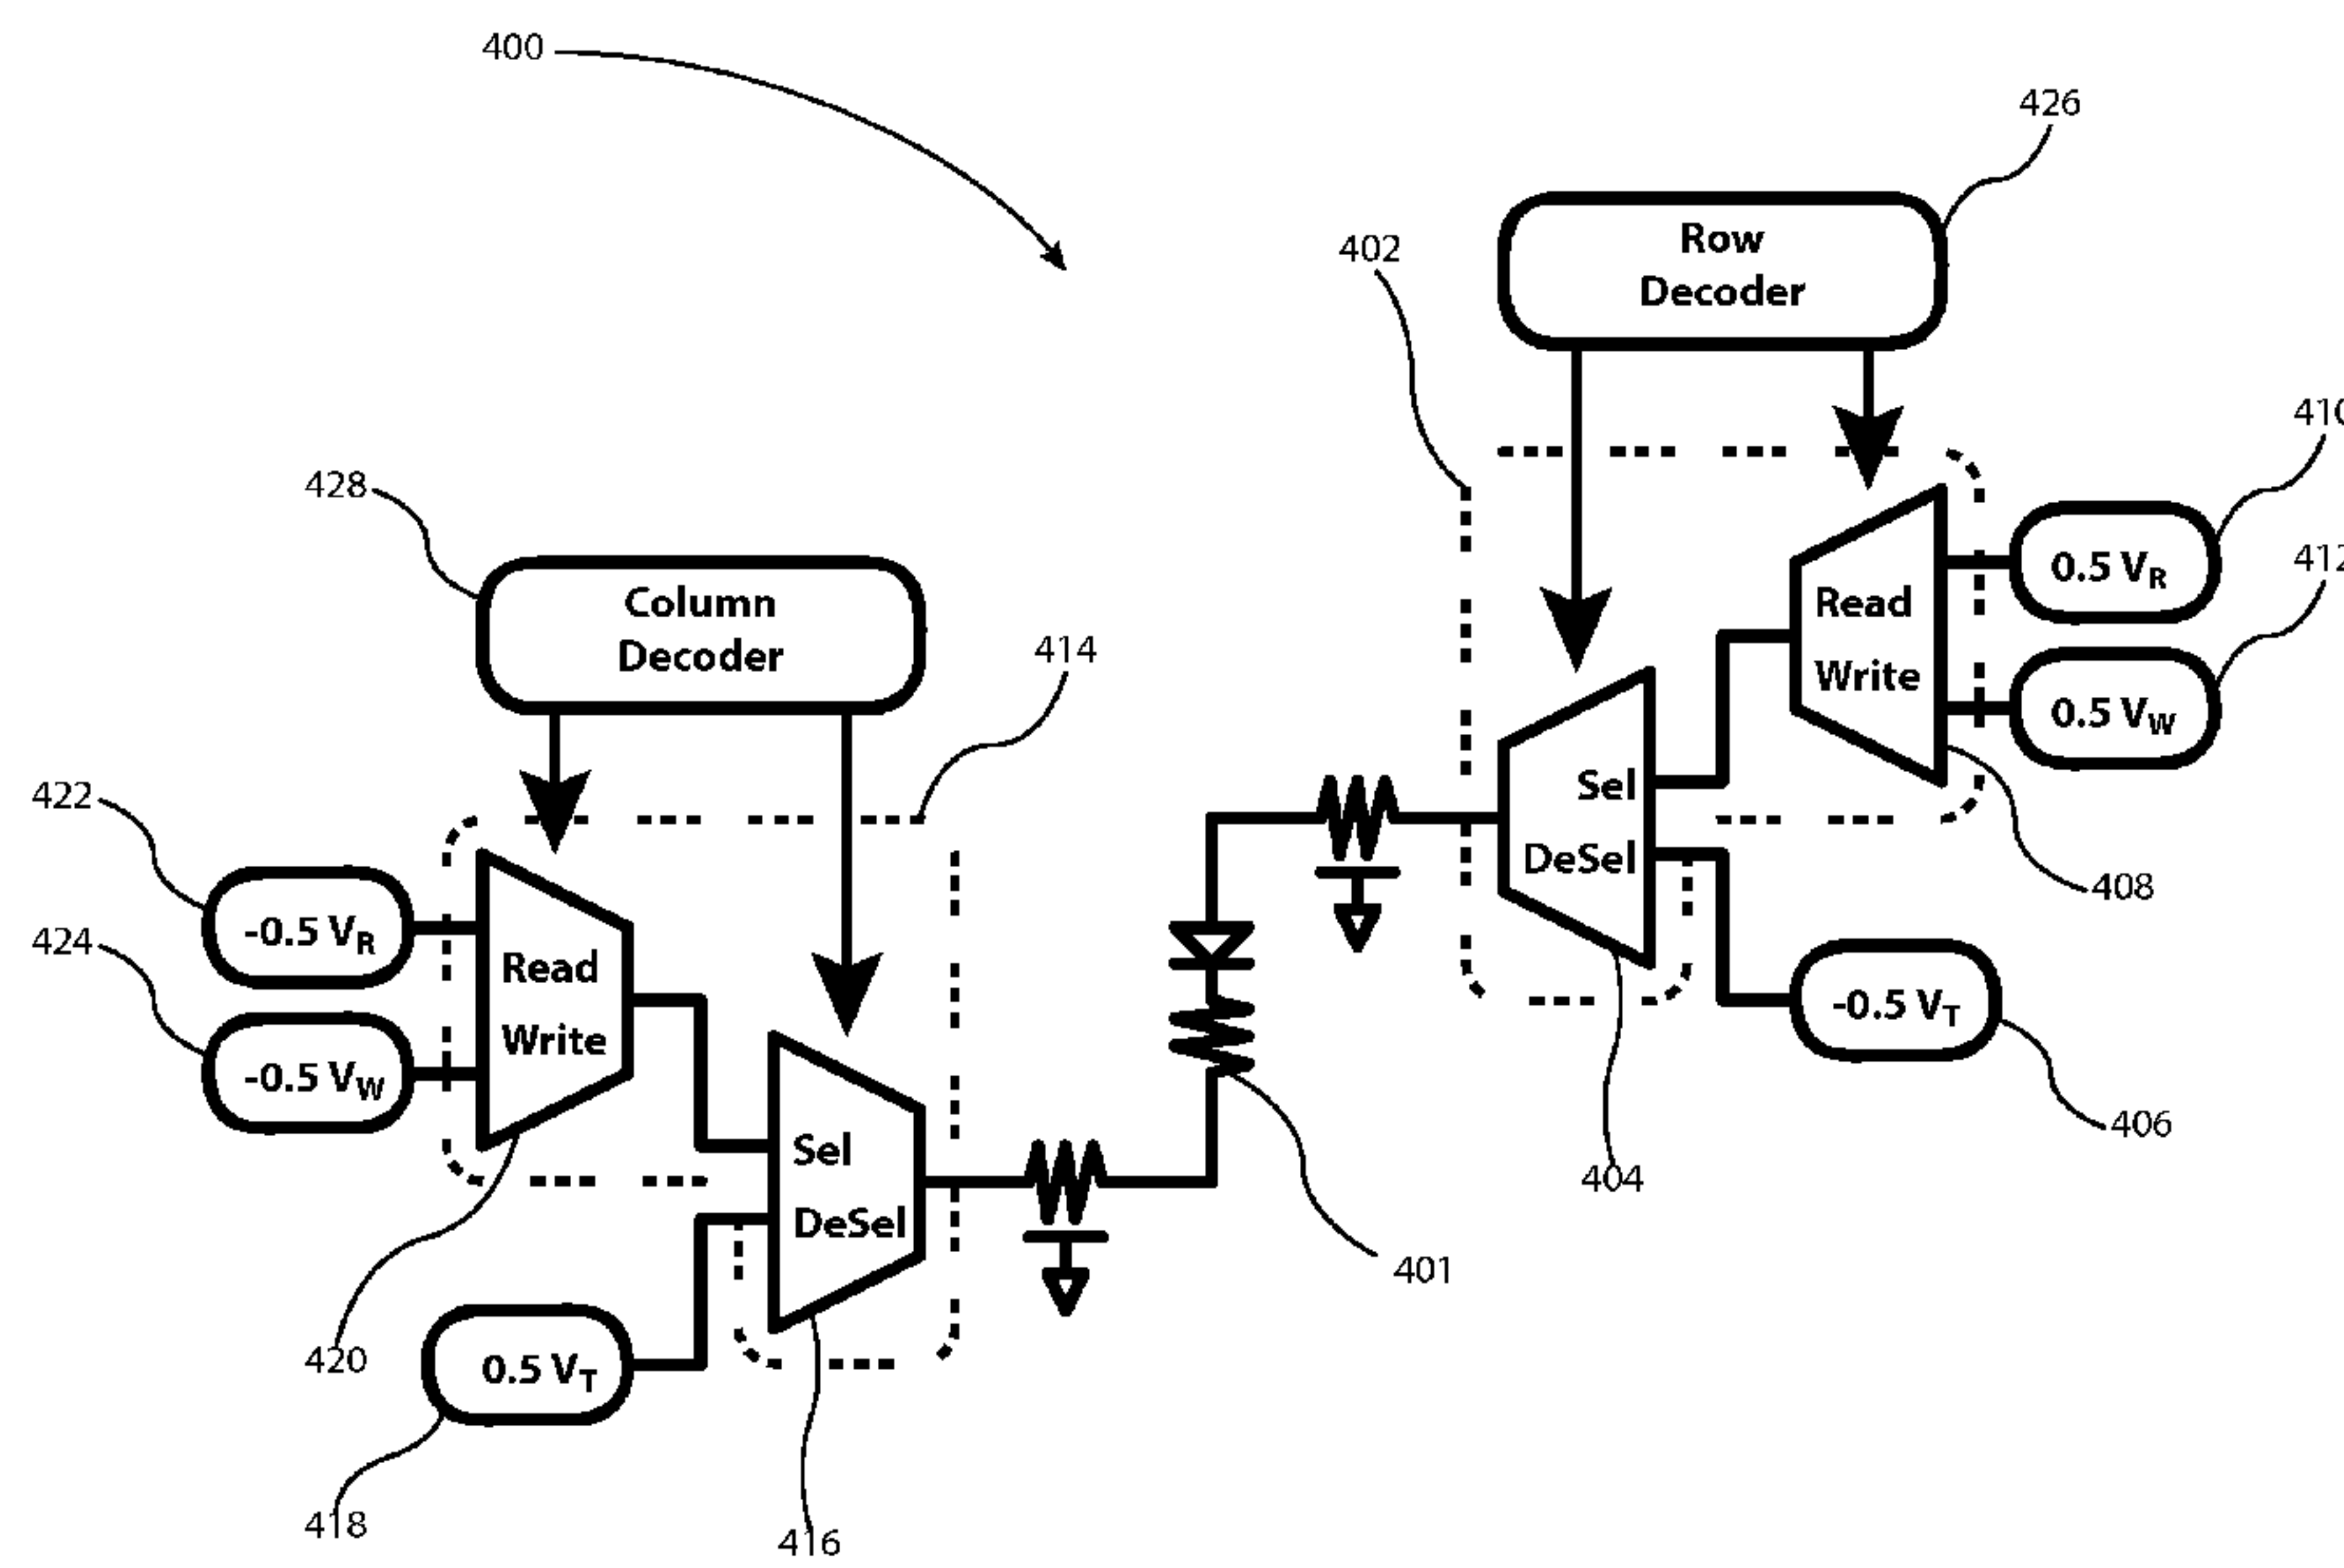 400
426
402
Row
Decoder
410
428
412
0.5 VR
Column
Decoder
Read
414
Write
0.5 VW
422
Sel
DeSel
408
-0.5 VR
424
Read
-0.5 VT
Write
-0.5 VW
406
Sel
404
DeSel
401
420
0.5 VT
418
416